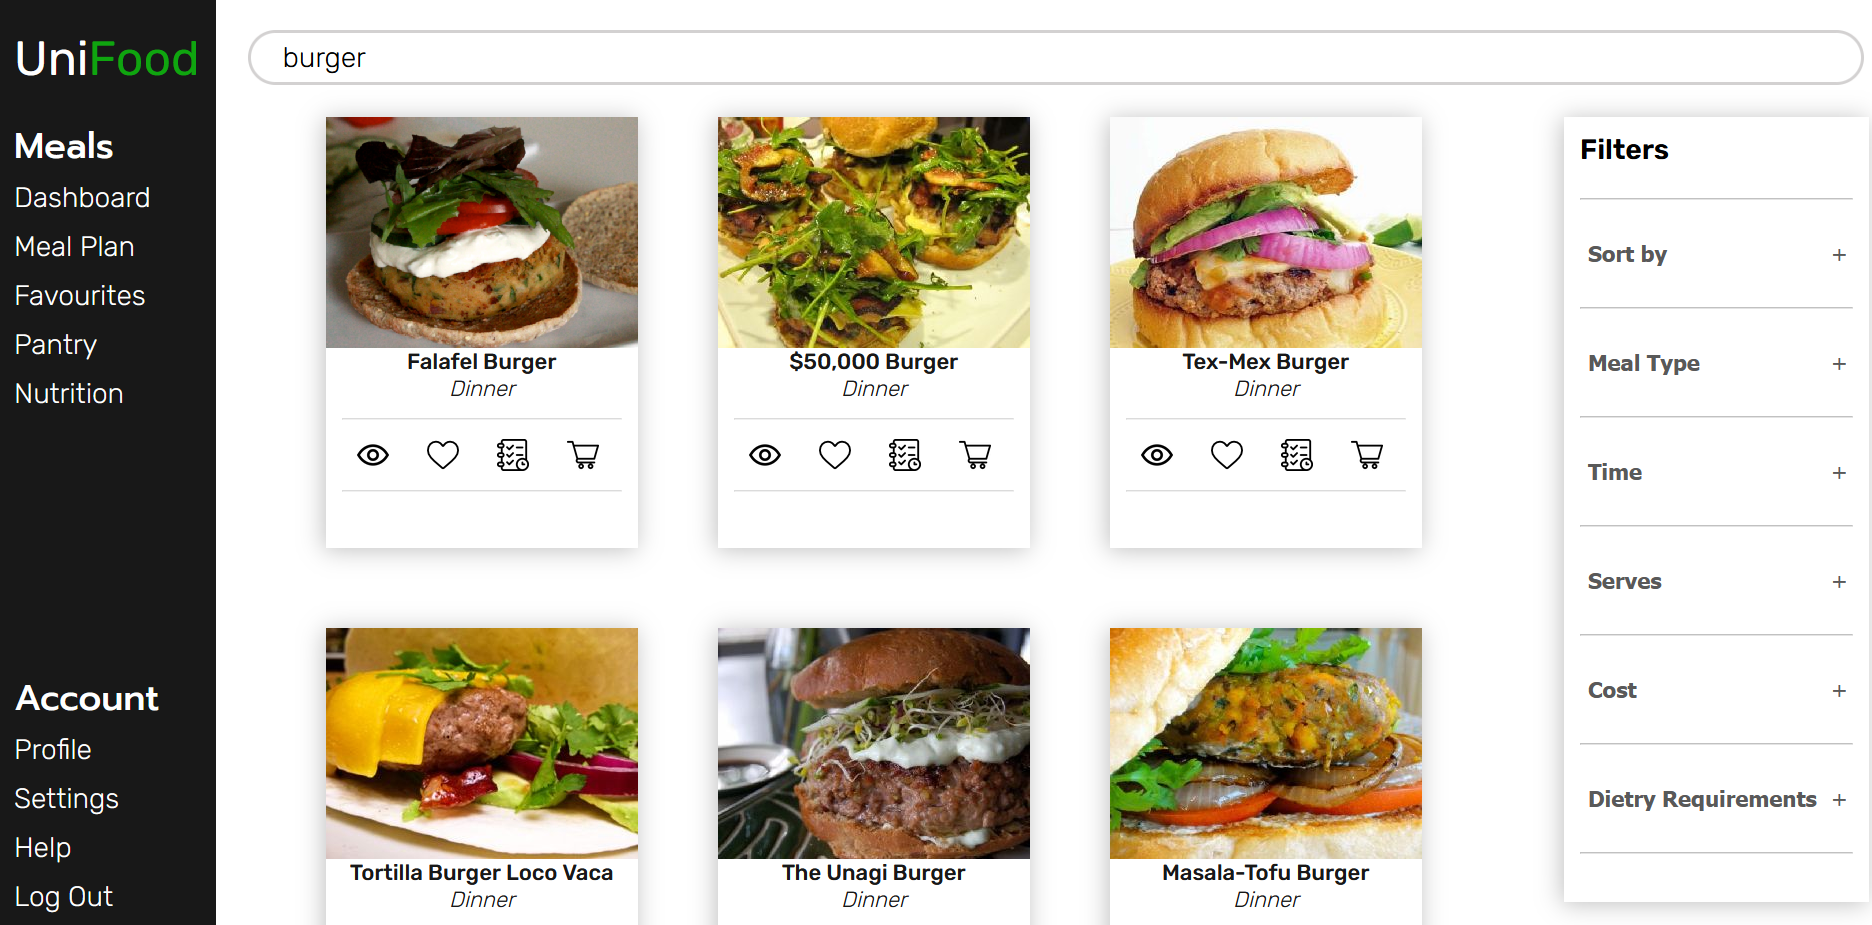 UniFood
Meals
Dashboard
Meal Plan
Favourites
Pantry
Nutrition
Account
Profile
Settings
Help
Log Out
burger
Falafel Burger
Dinner
$50,000 Burger
Dinner
Tex-Mex Burger
Dinner
Tortilla Burger Loco Vaca
Dinner
The Unagi Burger
Dinner
Masala-Tofu Burger
Dinner
Filters
Sort by +
Meal Type +
Time +
Serves +
Cost +
Dietry Requirements +